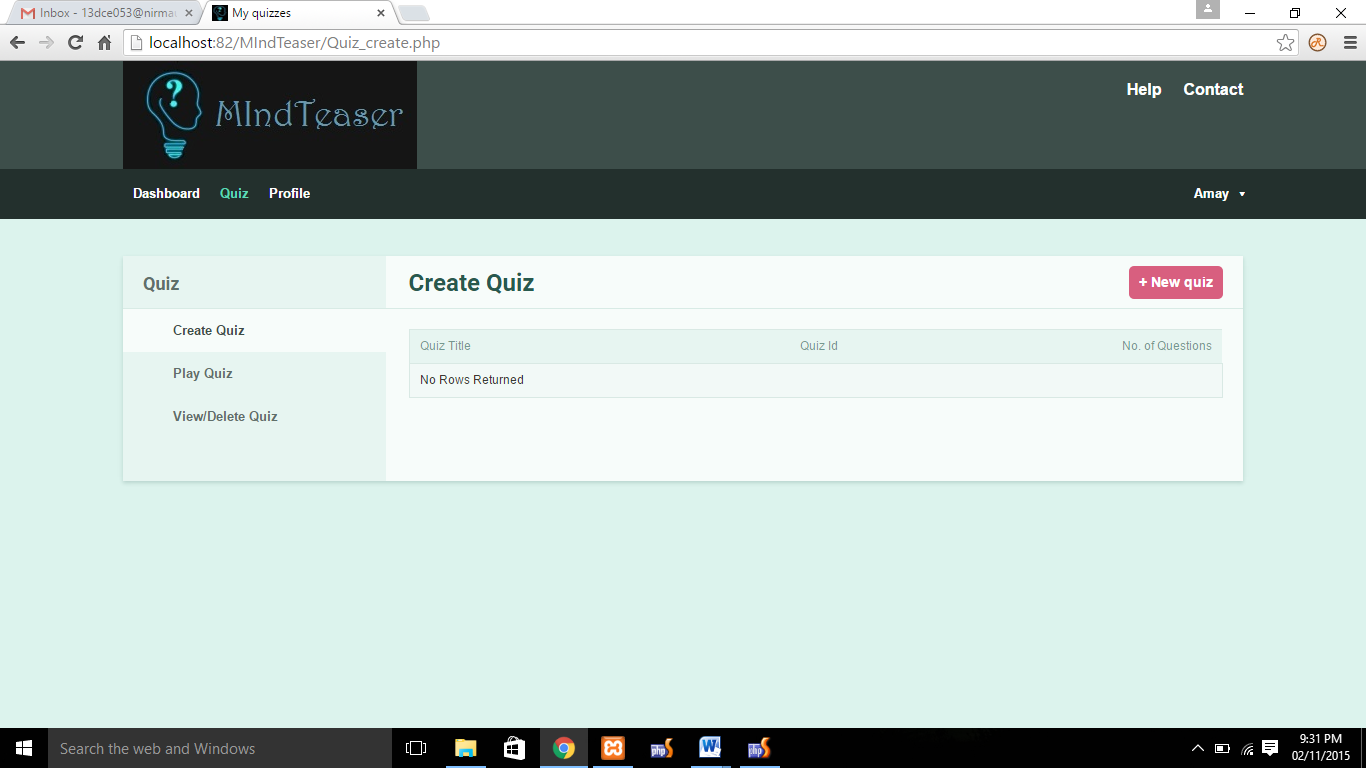 Inbox - 13dce053@nirma
My quizzes
localhost:82/MIndTeaser/Quiz_create.php
?
MIndTeaser
Help Contact
Dashboard Quiz Profile Amay
Quiz
Create Quiz
+ New quiz
Create Quiz
Play Quiz
View/Delete Quiz
Quiz Title Quiz Id No. of Questions
No Rows Returned
Search the web and Windows
php
W
php
9:31 PM
02/11/2015